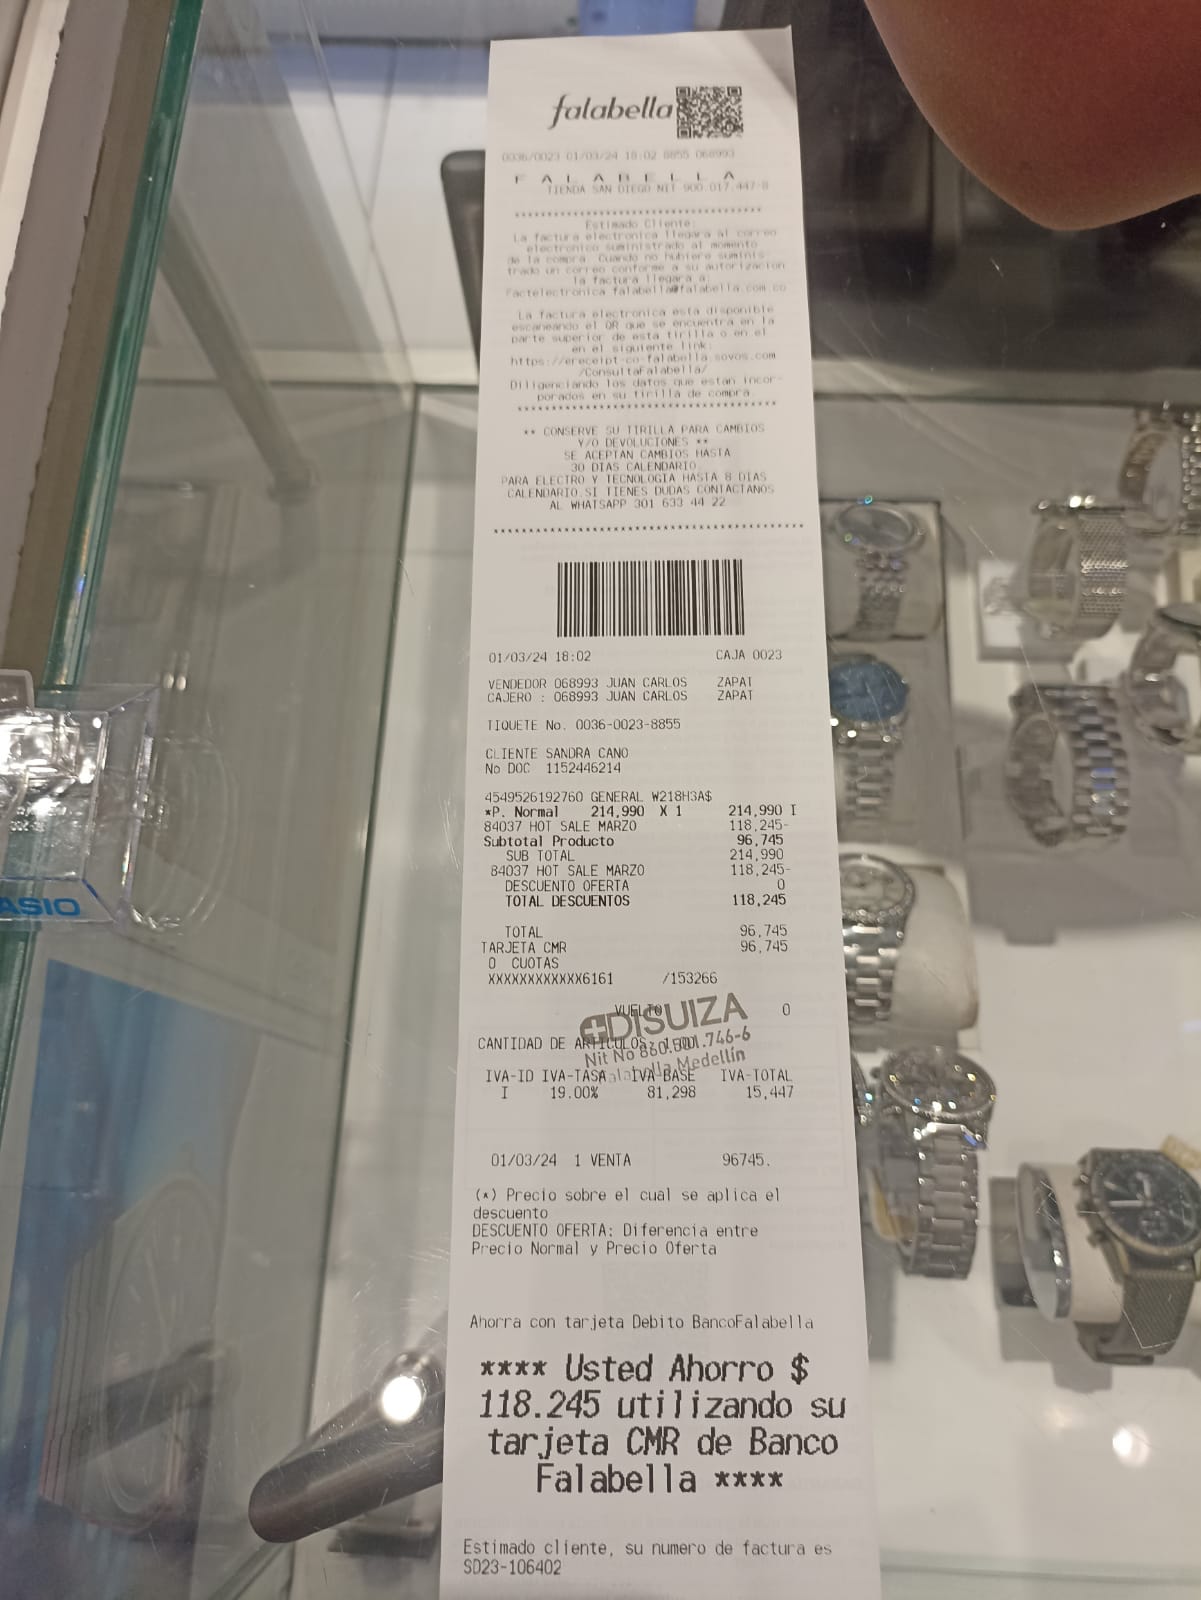 falabella
0036/0023 01/03/24 18:02 8855 068993
F A L A B E L L A
TIENDA SAN DIEGO NIT 900.017.447-8
Estimado Cliente:
La factura electronica llegara al correo
electronico suministrado al momento
de la compra. Cuando no hubiere suminis-
trado un correo conforme a su autorizacion
la factura llegara a:
Factelectronica falabella@falabella.com.co
La factura electronica esta disponible
escaneando el QR que se encuentra en la
parte superior de esta tirilla o en el
en el siguiente link:
https://ereceipt-co-falabella.sovos.com
/ConsultaFalabella/
Diligenciando los datos que estan incor-
porados en su tirilla de compra
** CONSERVE SU TIRILLA PARA CAMBIOS
Y/O DEVOLUCIONES **
SE ACEPTAN CAMBIOS HASTA
30 DIAS CALENDARIO.
PARA ELECTRO Y TECNOLOGIA HASTA 8 DIAS
CALENDARIO.SI TIENES DUDAS CONTACTANOS
AL WHATSAPP 301 633 44 22
01/03/24 18:02 CAJA 0023
VENDEDOR 068993 JUAN CARLOS ZAPAT
CAJERO : 068993 JUAN CARLOS ZAPAT
TIQUETE No. 0036-0023-8855
CLIENTE SANDRA CANO
No DOC 1152446214
4549526192760 GENERAL W218H3A$
*P. Normal 214,990 X 1 214,990 I
84037 HOT SALE MARZO 118,245-
Subtotal Producto 96,745
SUB TOTAL 214,990
84037 HOT SALE MARZO 118,245-
DESCUENTO OFERTA 0
TOTAL DESCUENTOS 118,245
TOTAL 96,745
TARJETA CMR 96,745
0 CUOTAS
XXXXXXXXXXXX6161 /153266
VUELTO 0
DISUIZA
CANTIDAD DE ARTICULOS: 1
Nit No 860.501.746-6
Falabella Medellín
IVA-ID IVA-TASA IVA-BASE IVA-TOTAL
I 19.00% 81,298 15,447
01/03/24 1 VENTA 96745.
(*) Precio sobre el cual se aplica el
descuento
DESCUENTO OFERTA: Diferencia entre
Precio Normal y Precio Oferta
Ahorra con tarjeta Debito BancoFalabella
**** Usted Ahorro $
118.245 utilizando su
tarjeta CMR de Banco
Falabella ****
Estimado cliente, su numero de factura es
SD23-106402
ASIO